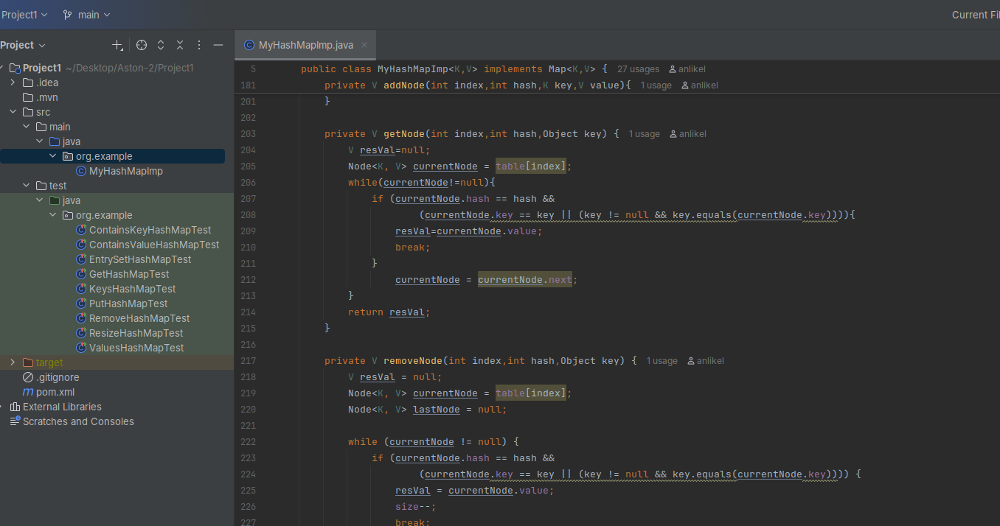 Project1 main Current Fi
Project
MyHashMapImp.java
Project1 ~/Desktop/Aston-2/Project1
.idea
.mvn
src
main
java
org.example
MyHashMapImp
test
java
org.example
ContainsKeyHashMapTest
ContainsValueHashMapTest
EntrySetHashMapTest
GetHashMapTest
KeysHashMapTest
PutHashMapTest
RemoveHashMapTest
ResizeHashMapTest
ValuesHashMapTest
target
.gitignore
pom.xml
External Libraries
Scratches and Consoles
5 public class MyHashMapImp<K,V> implements Map<K,V> { 27 usages anlikel
181 private V addNode(int index,int hash,K key,V value){ 1 usage anlikel
201 }
202
203 private V getNode(int index,int hash,Object key) { 1 usage anlikel
204 V resVal=null;
205 Node<K, V> currentNode = table[index];
206 while(currentNode!=null){
207 if (currentNode.hash == hash &&
208 (currentNode.key == key || (key != null && key.equals(currentNode.key)))){
209 resVal=currentNode.value;
210 break;
211 }
212 currentNode = currentNode.next;
213 }
214 return resVal;
215 }
216
217 private V removeNode(int index,int hash,Object key) { 1 usage anlikel
218 V resVal = null;
219 Node<K, V> currentNode = table[index];
220 Node<K, V> lastNode = null;
221
222 while (currentNode != null) {
223 if (currentNode.hash == hash &&
224 (currentNode.key == key || (key != null && key.equals(currentNode.key)))) {
225 resVal = currentNode.value;
226 size--;
227 break;